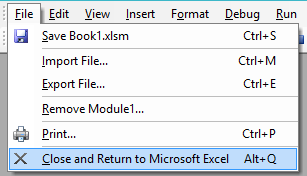 File Edit View Insert Format Debug Run
Save Book1.xlsm Ctrl+S
Import File... Ctrl+M
Export File... Ctrl+E
Remove Module1...
Print... Ctrl+P
Close and Return to Microsoft Excel Alt+Q